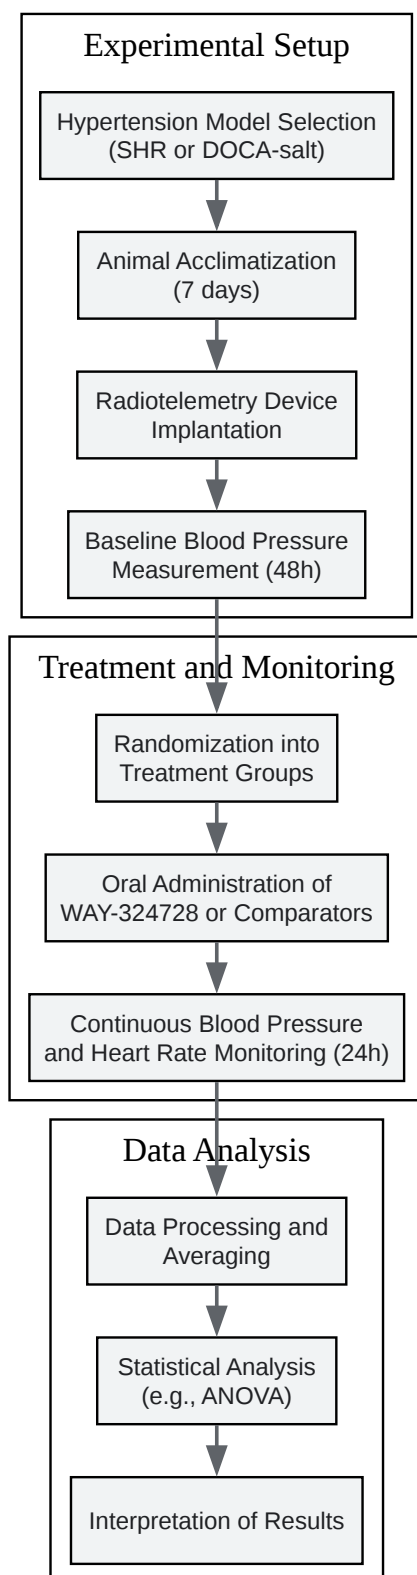 Experimental Setup
Hypertension Model Selection
(SHR or DOCA-salt)
Animal Acclimatization
(7 days)
Radiotelemetry Device
Implantation
Baseline Blood Pressure
Measurement (48h)
Treatment and Monitoring
Randomization into
Treatment Groups
Oral Administration of
WAY-324728 or Comparators
Continuous Blood Pressure
and Heart Rate Monitoring (24h)
Data Analysis
Data Processing and
Averaging
Statistical Analysis
(e.g., ANOVA)
Interpretation of Results